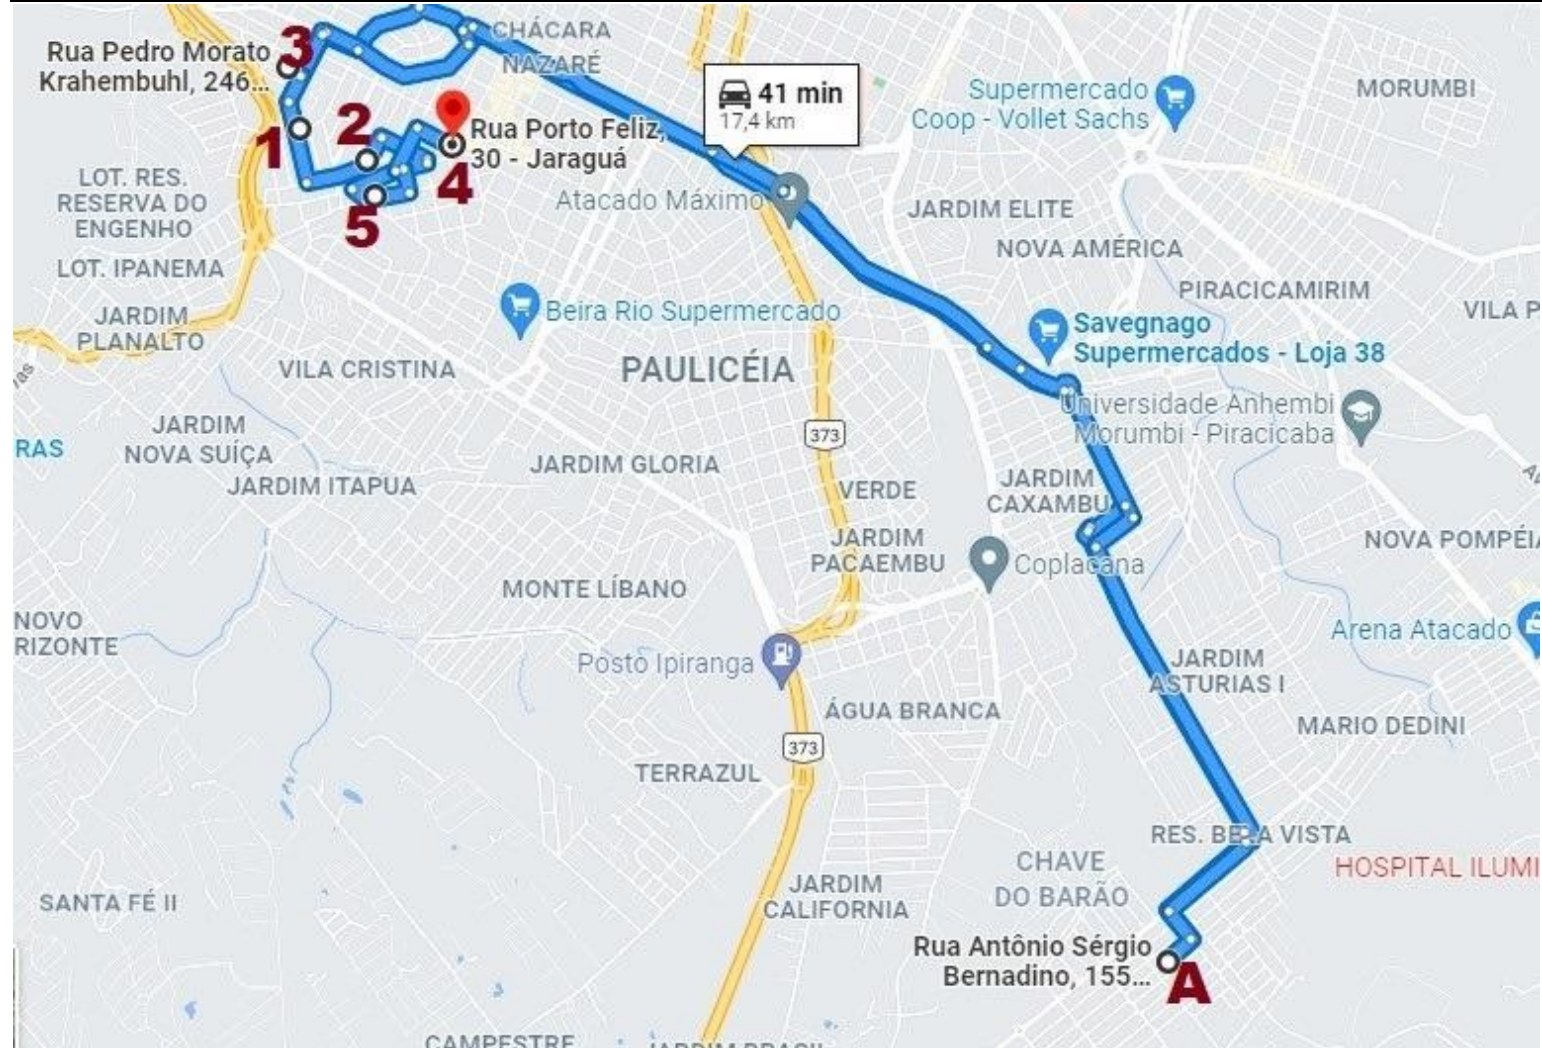 CHÁCARA
NAZARÉ
Rua Pedro Morato
Krahembuhl, 246...
3
41 min
17,4 km
Supermercado
Coop - Vollet Sachs
MORUMBI
1
2
Rua Porto Feliz,
30 - Jaraguá
4
5
LOT. RES.
RESERVA DO
ENGENHO
Atacado Máximo
JARDIM ELITE
NOVA AMÉRICA
LOT. IPANEMA
PIRACICAMIRIM
VILA P
JARDIM
PLANALTO
Beira Rio Supermercado
Savegnago
Supermercados - Loja 38
VILA CRISTINA
PAULICÉIA
Universidade Anhembi
Morumbi - Piracicaba
JARDIM
NOVA SUÍÇA
RAS
373
JARDIM GLORIA
JARDIM ITAPUA
VERDE
JARDIM
CAXAMBU
JARDIM
PACAEMBU
Coplacana
NOVA POMPÉIA
MONTE LÍBANO
NOVO
RIZONTE
Arena Atacado
Posto Ipiranga
JARDIM
ASTURIAS I
ÁGUA BRANCA
MARIO DEDINI
373
TERRAZUL
RES. BELA VISTA
CHAVE
DO BARÃO
HOSPITAL ILUMI
SANTA FÉ II
JARDIM
CALIFORNIA
Rua Antônio Sérgio
Bernadino, 155...
A
CAMPESTRE
JARDIM BRASIL